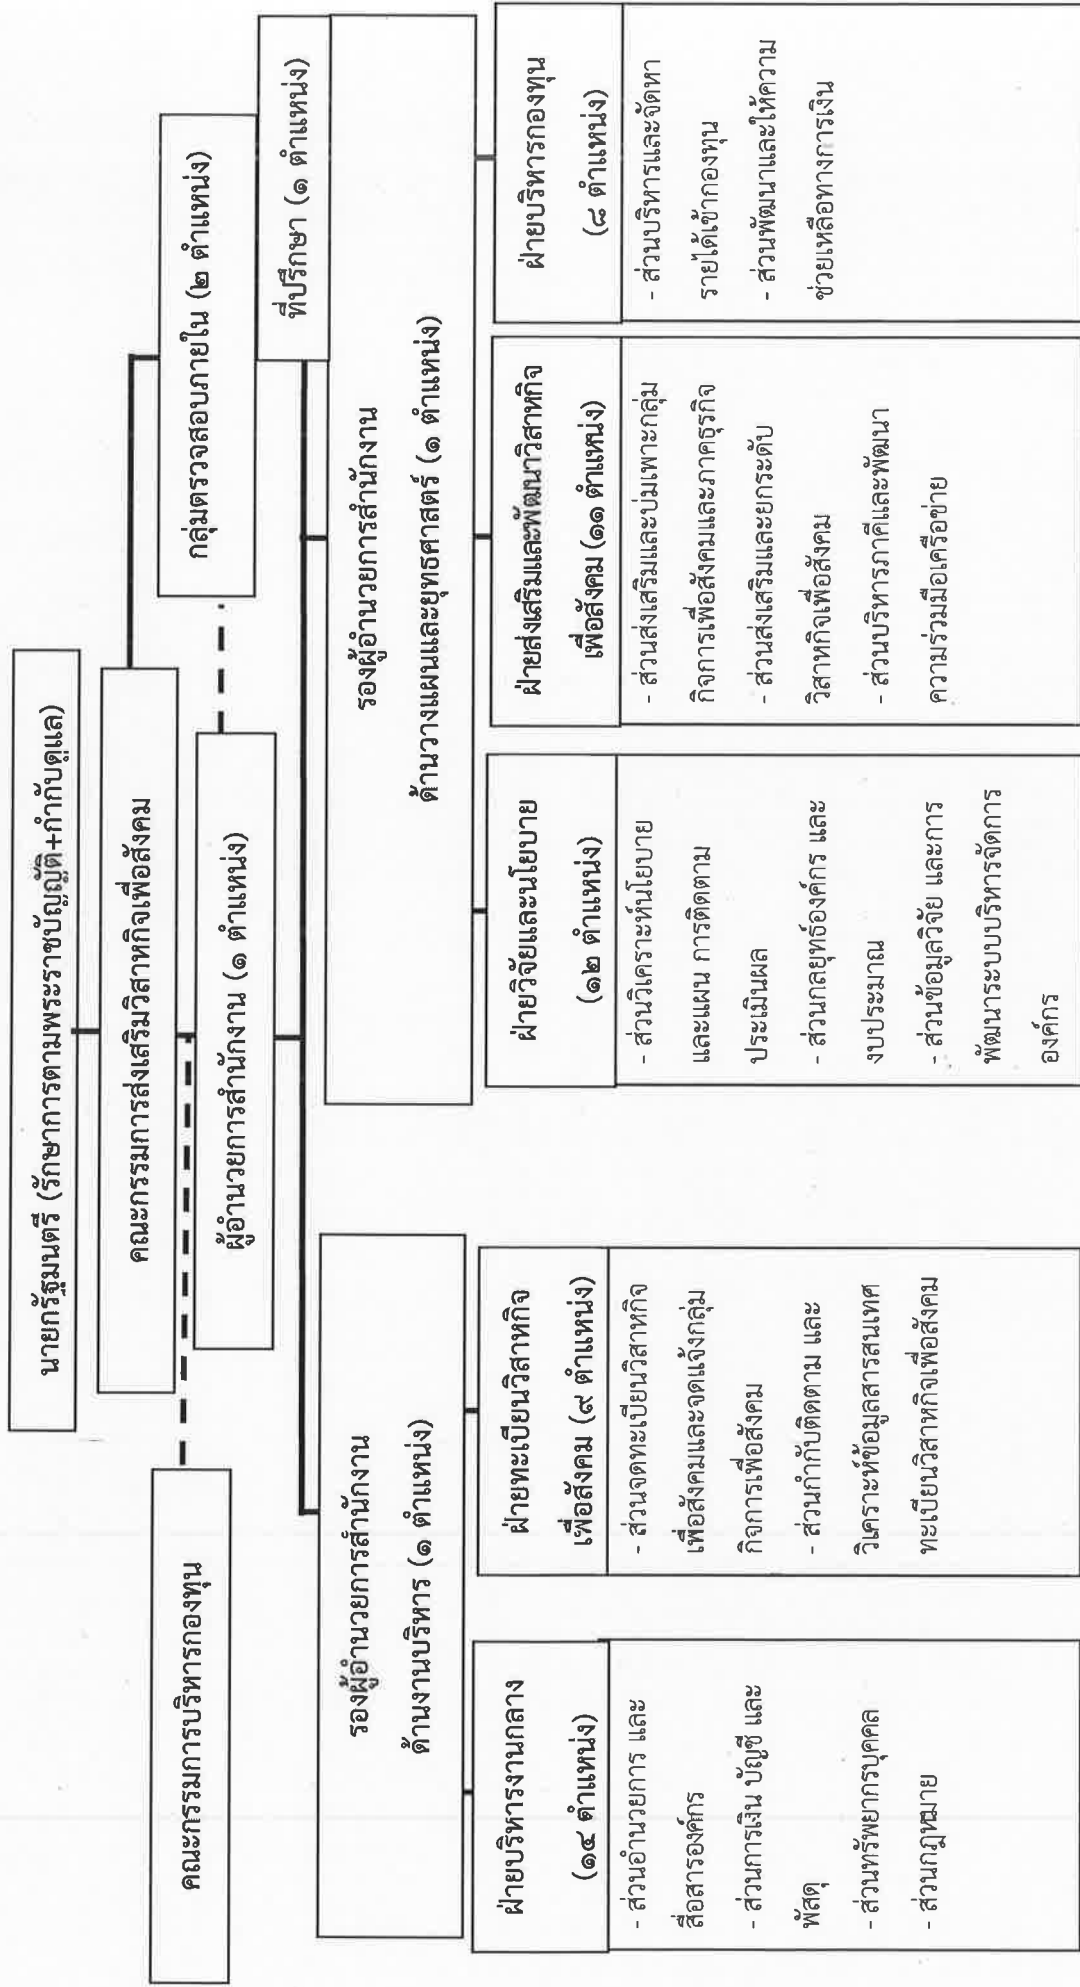 นายกรัฐมนตรี (รักษาการตามพระราชบัญญัติ+กำกับดูแล)
คณะกรรมการส่งเสริมวิสาหกิจเพื่อสังคม
คณะกรรมการบริหารกองทุน
กลุ่มตรวจสอบภายใน (๒ ตำแหน่ง)
ผู้อำนวยการสำนักงาน (๑ ตำแหน่ง)
ที่ปรึกษา (๑ ตำแหน่ง)
รองผู้อำนวยการสำนักงาน
ด้านงานบริหาร (๑ ตำแหน่ง)
รองผู้อำนวยการสำนักงาน
ด้านวางแผนและยุทธศาสตร์ (๑ ตำแหน่ง)
ฝ่ายบริหารงานกลาง
(๑๔ ตำแหน่ง)
- ส่วนอำนวยการ และ
สื่อสารองค์กร
- ส่วนการเงิน บัญชี และ
พัสดุ
- ส่วนทรัพยากรบุคคล
- ส่วนกฎหมาย
ฝ่ายทะเบียนวิสาหกิจ
เพื่อสังคม (๙ ตำแหน่ง)
- ส่วนจดทะเบียนวิสาหกิจ
เพื่อสังคมและจดแจ้งกลุ่ม
กิจการเพื่อสังคม
- ส่วนกำกับติดตาม และ
วิเคราะห์ข้อมูลสารสนเทศ
ทะเบียนวิสาหกิจเพื่อสังคม
ฝ่ายวิจัยและนโยบาย
(๑๒ ตำแหน่ง)
- ส่วนวิเคราะห์นโยบาย
และแผน การติดตาม
ประเมินผล
- ส่วนกลยุทธ์องค์กร และ
งบประมาณ
- ส่วนข้อมูลวิจัย และการ
พัฒนาระบบบริหารจัดการ
องค์กร
ฝ่ายส่งเสริมและพัฒนาวิสาหกิจ
เพื่อสังคม (๑๑ ตำแหน่ง)
- ส่วนส่งเสริมและบ่มเพาะกลุ่ม
กิจการเพื่อสังคมและภาคธุรกิจ
- ส่วนส่งเสริมและยกระดับ
วิสาหกิจเพื่อสังคม
- ส่วนบริหารภาคีและพัฒนา
ความร่วมมือเครือข่าย
ฝ่ายบริหารกองทุน
(๘ ตำแหน่ง)
- ส่วนบริหารและจัดหา
รายได้เข้ากองทุน
- ส่วนพัฒนาและให้ความ
ช่วยเหลือทางการเงิน